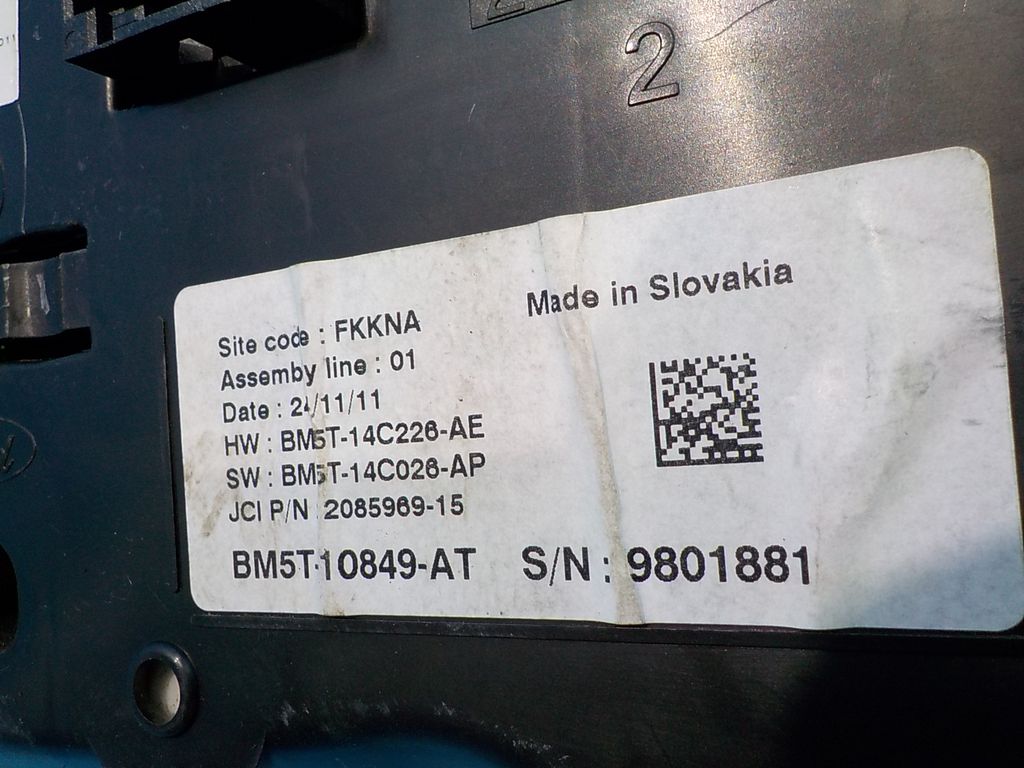 2
Made in Slovakia
Site code : FKKNA
Assemby line : 01
Date : 24/11/11
HW : BM5T-14C226-AE
SW : BM5T-14C026-AP
JCI P/N : 2085969-15
BM5T-10849-AT S/N : 9801881